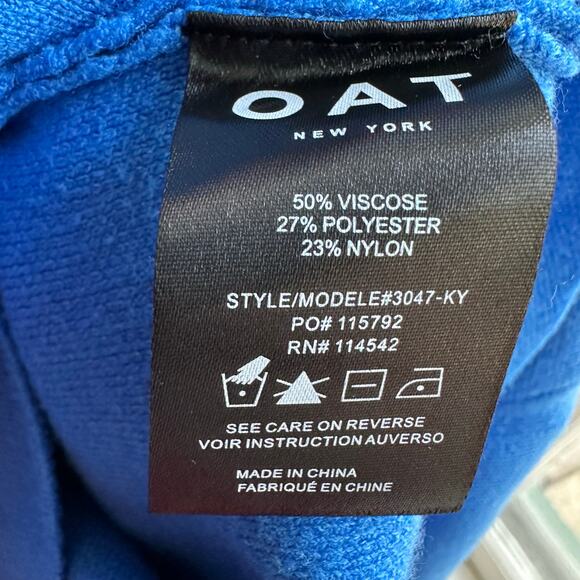 OAT
NEW YORK
50% VISCOSE
27% POLYESTER
23% NYLON
STYLE/MODELE#3047-KY
PO# 115792
RN# 114542
SEE CARE ON REVERSE
VOIR INSTRUCTION AUVERSO
MADE IN CHINA
FABRIQUÉ EN CHINE